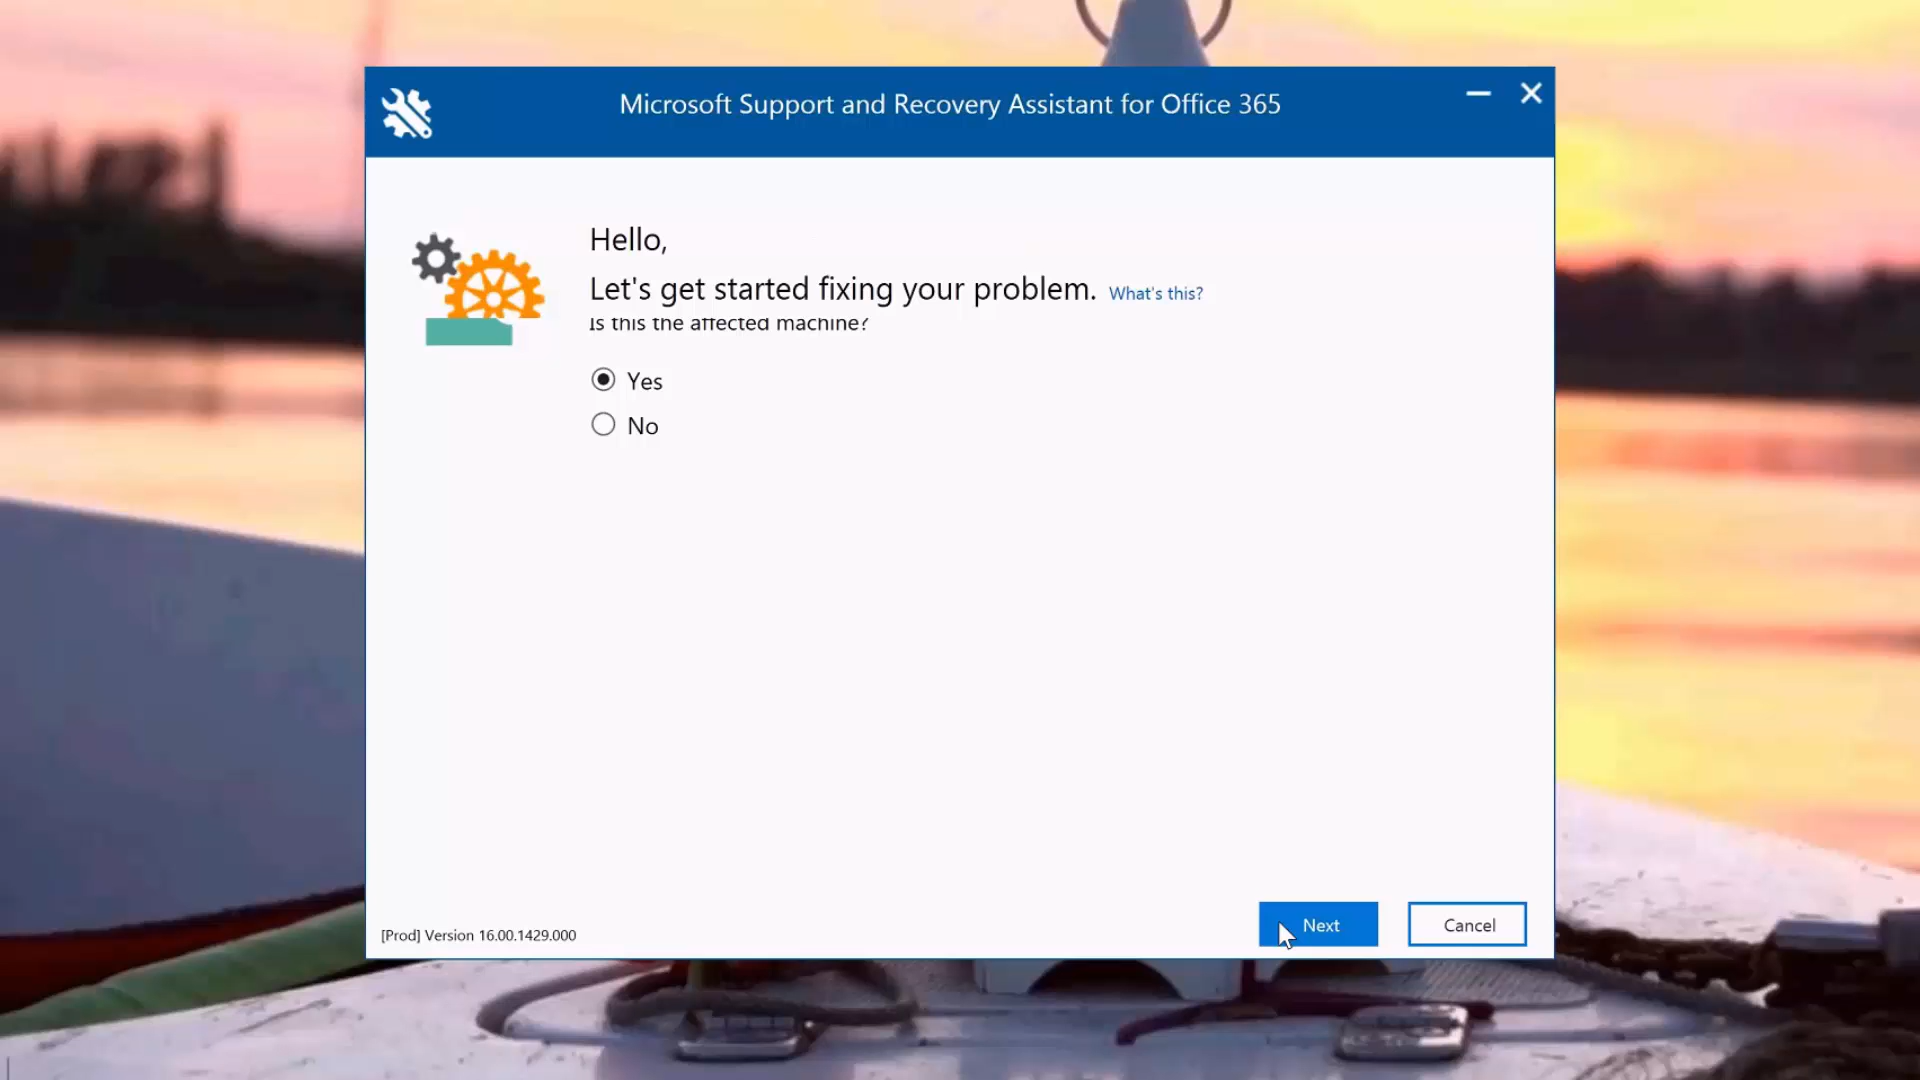 Microsoft Support and Recovery Assistant for Office 365
Hello,
Let's get started fixing your problem. What's this?
Is this the affected machine?
Yes
No
[Prod] Version 16.00.1429.000
Next
Cancel